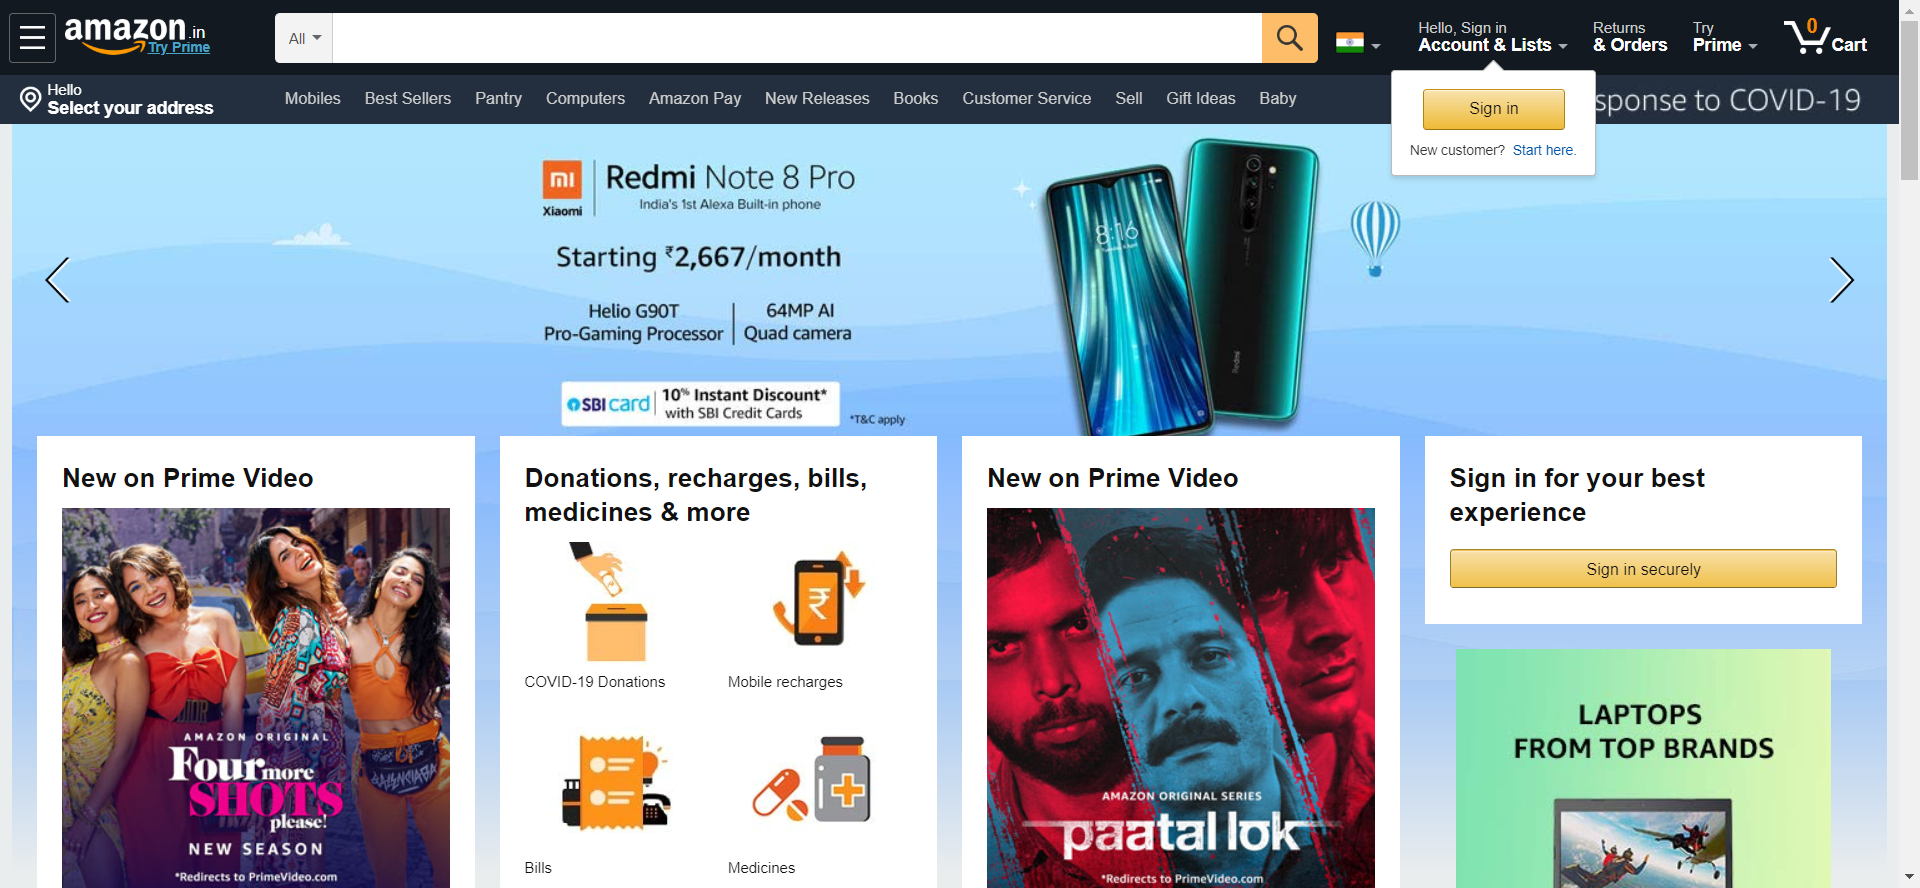 amazon.in
Try Prime
All
Hello, Sign in
Account & Lists
Returns
& Orders
Try
Prime
0
Cart
Hello
Select your address
Mobiles
Best Sellers
Pantry
Computers
Amazon Pay
New Releases
Books
Customer Service
Sell
Gift Ideas
Baby
sponse to COVID-19
Sign in
New customer? Start here.
mi
Xiaomi
Redmi Note 8 Pro
India's 1st Alexa Built-in phone
Starting ₹2,667/month
Helio G90T
Pro-Gaming Processor
64MP AI
Quad camera
SBI card
10% Instant Discount*
with SBI Credit Cards
*T&C apply
8:16
Redmi
New on Prime Video
AMAZON ORIGINAL
Four more
SHOTS
please!
NEW SEASON
*Redirects to PrimeVideo.com
Donations, recharges, bills,
medicines & more
₹
COVID-19 Donations
Mobile recharges
Bills
Medicines
New on Prime Video
AMAZON ORIGINAL SERIES
paatal lok
*Redirects to PrimeVideo.com
Sign in for your best
experience
Sign in securely
LAPTOPS
FROM TOP BRANDS